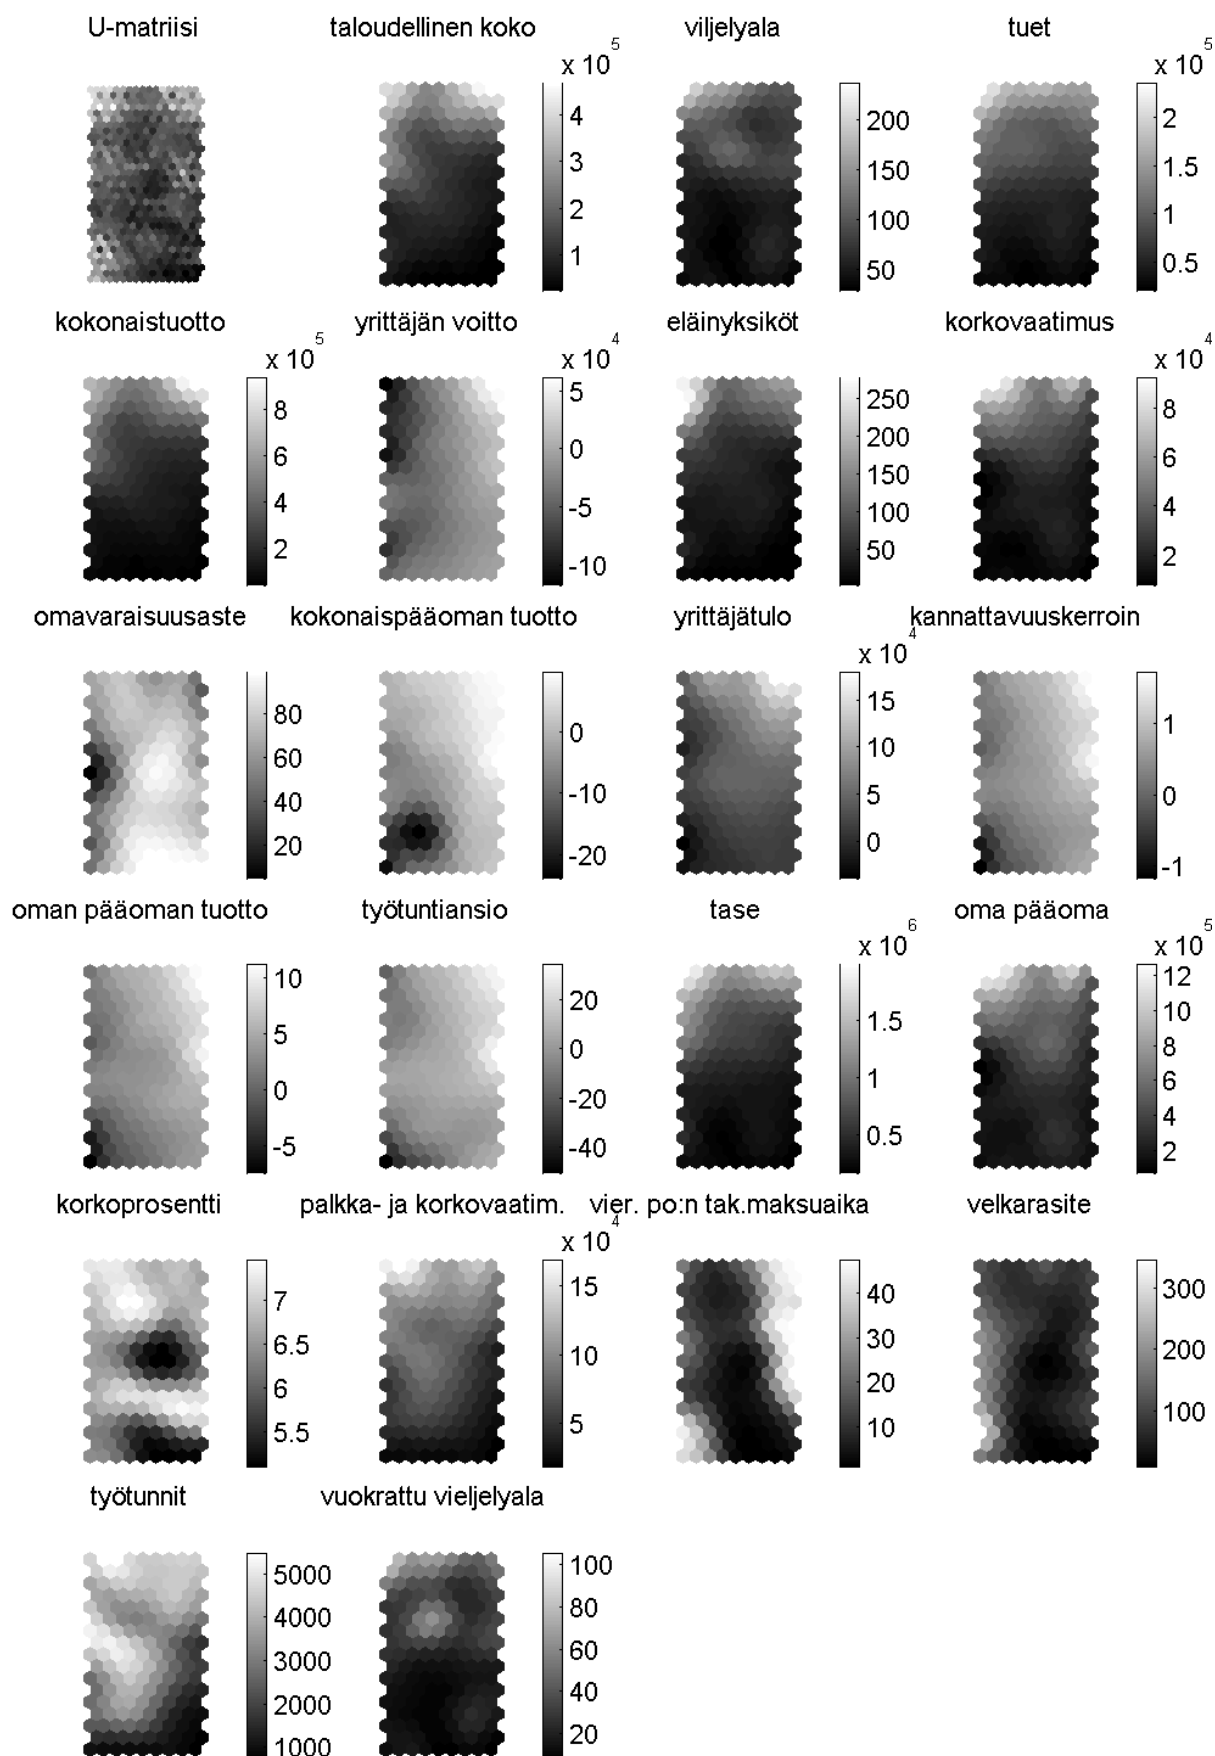 U-matriisi taloudellinen koko viljelyala tuet
x 10^5 x 10^5
4 3 2 1
200 150 100 50
2 1.5 1 0.5
kokonaistuotto yrittäjän voitto eläinyksiköt korkovaatimus
x 10^5 x 10^4 x 10^4
8 6 4 2
5 0 -5 -10
250 200 150 100 50
8 6 4 2
omavaraisuusaste kokonaispääoman tuotto yrittäjätulo kannattavuuskerroin
x 10^4
80 60 40 20
0 -10 -20
15 10 5 0
1 0 -1
oman pääoman tuotto työtuntiansio tase oma pääoma
x 10^6 x 10^5
10 5 0 -5
20 0 -20 -40
1.5 1 0.5
12 10 8 6 4 2
korkoprosentti palkka- ja korkovaatim. vier. po:n tak.maksuaika velkarasite
x 10^4
7 6.5 6 5.5
15 10 5
40 30 20 10
300 200 100
työtunnit vuokrattu vieljelyala
5000 4000 3000 2000 1000
100 80 60 40 20